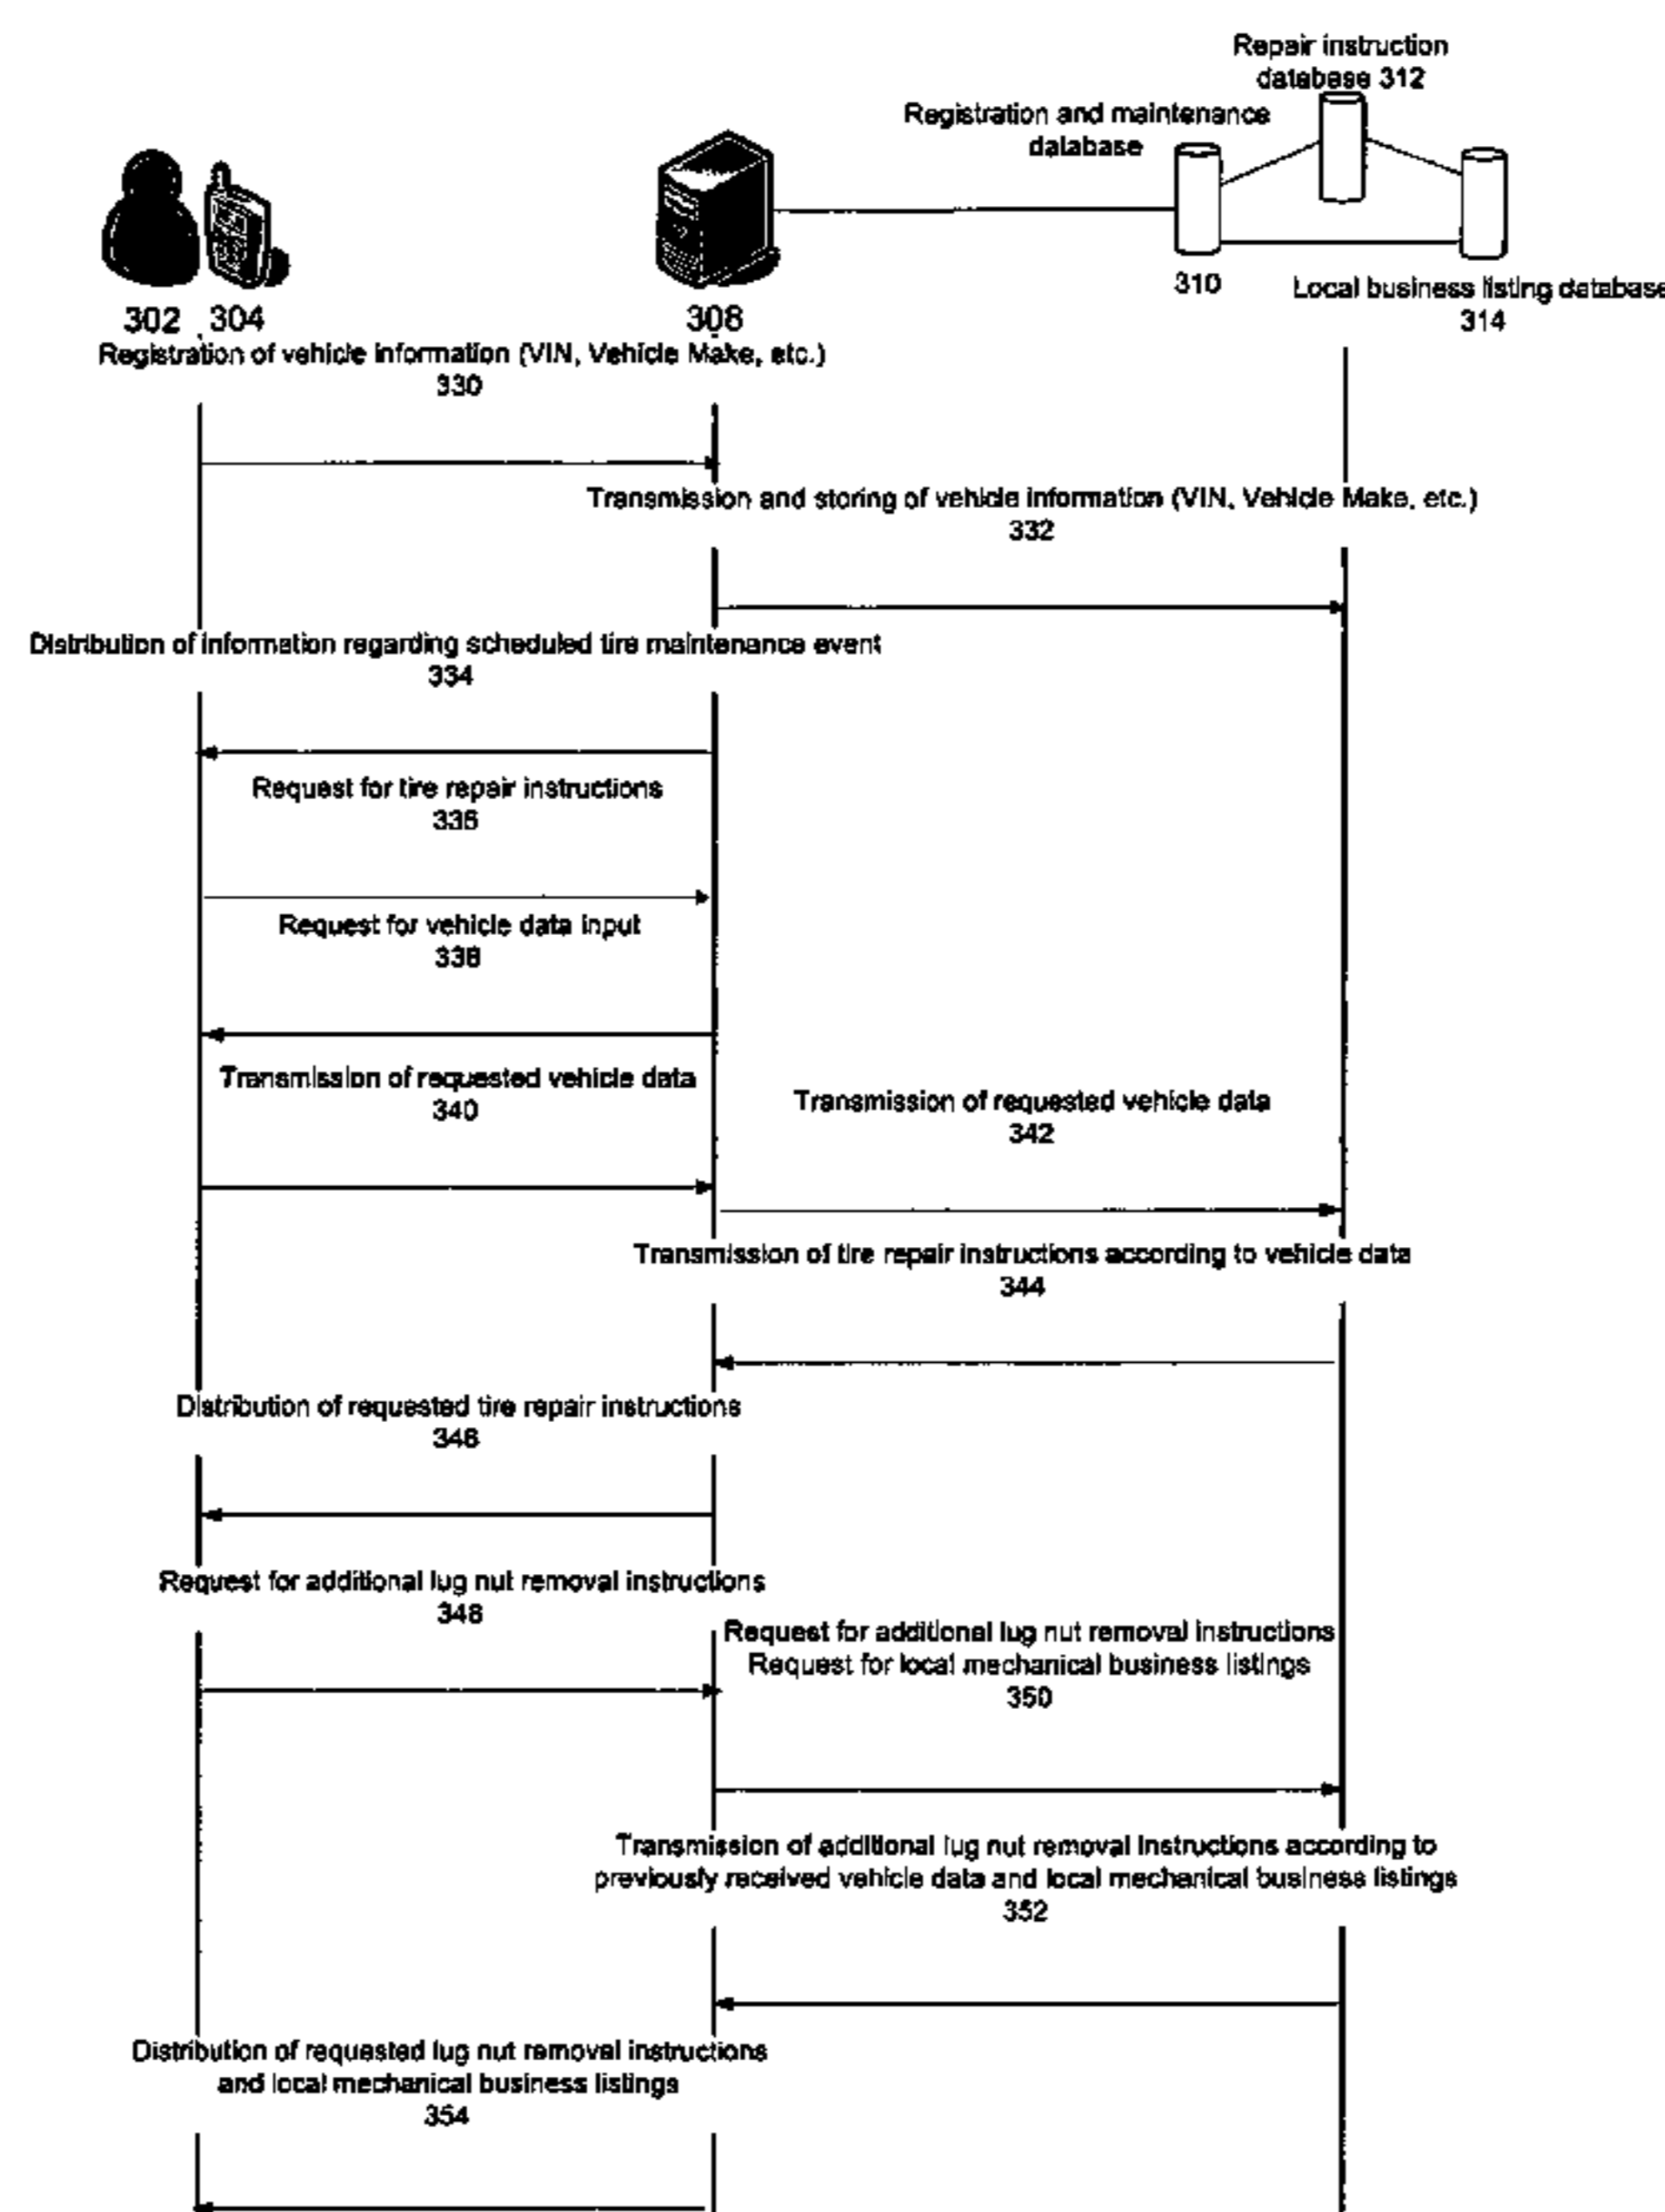 Repair instruction
database 312
Registration and maintenance
database
302 304
308
310
Local business listing database
314
Registration of vehicle information (VIN, Vehicle Make, etc.)
330
Transmission and storing of vehicle information (VIN, Vehicle Make, etc.)
332
Distribution of information regarding scheduled tire maintenance event
334
Request for tire repair instructions
336
Request for vehicle data input
338
Transmission of requested vehicle data
340
Transmission of requested vehicle data
342
Transmission of tire repair instructions according to vehicle data
344
Distribution of requested tire repair instructions
346
Request for additional lug nut removal instructions
348
Request for additional lug nut removal instructions
Request for local mechanical business listings
350
Transmission of additional lug nut removal instructions according to
previously received vehicle data and local mechanical business listings
352
Distribution of requested lug nut removal instructions
and local mechanical business listings
354